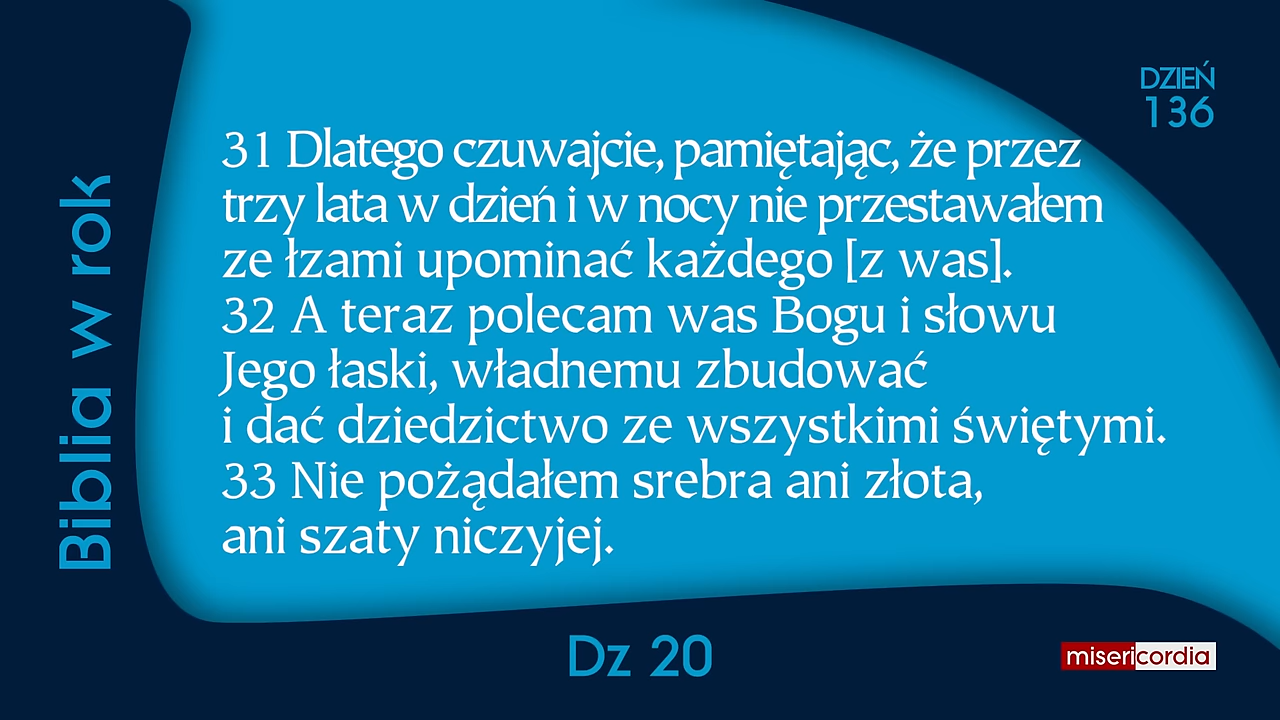 DZIEŃ
136
31 Dlatego czuwajcie, pamiętając, że przez
trzy lata w dzień i w nocy nie przestawałem
ze łzami upominać każdego [z was].
32 A teraz polecam was Bogu i słowu
Jego łaski, władnemu zbudować
i dać dziedzictwo ze wszystkimi świętymi.
33 Nie pożądałem srebra ani złota,
ani szaty niczyjej.
Biblia w rok
Dz 20
misericordia